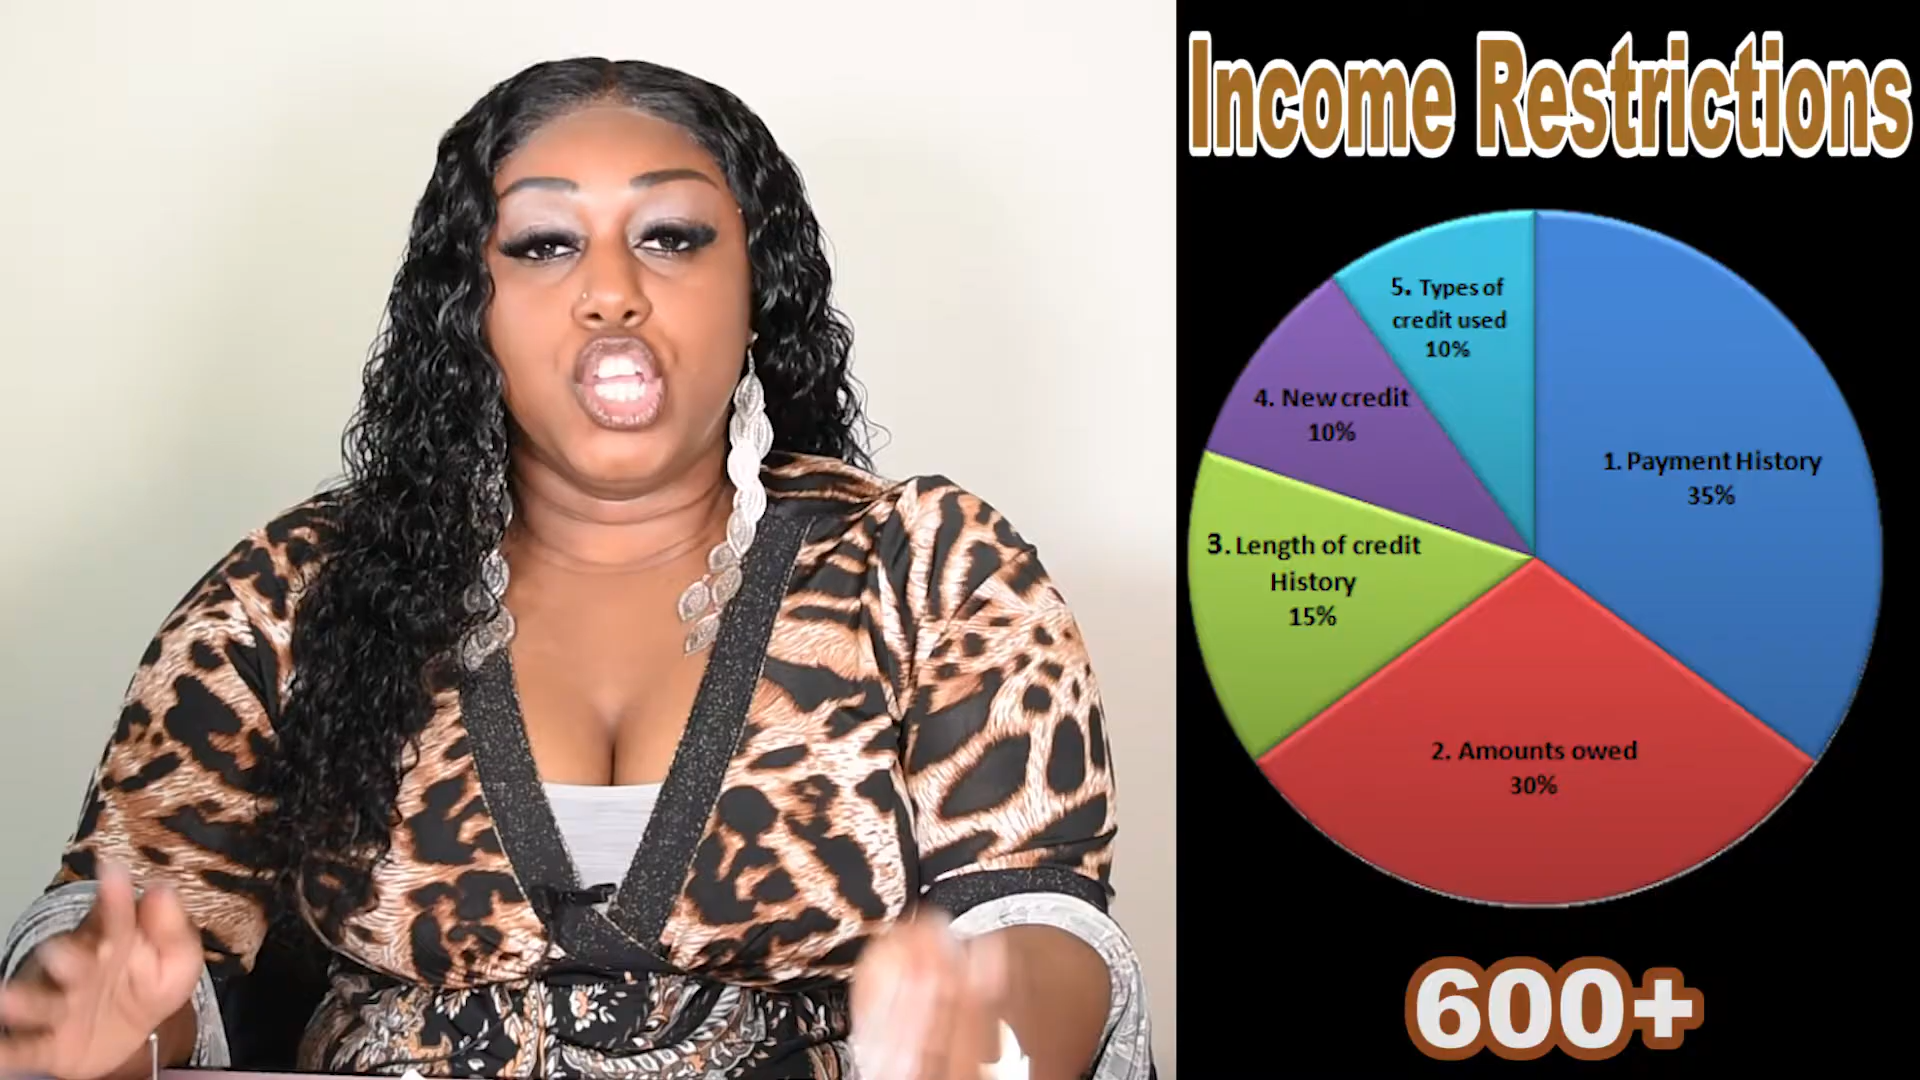 Income Restrictions
5. Types of
credit used
10%
4. New credit
10%
1. Payment History
35%
3. Length of credit
History
15%
2. Amounts owed
30%
600+